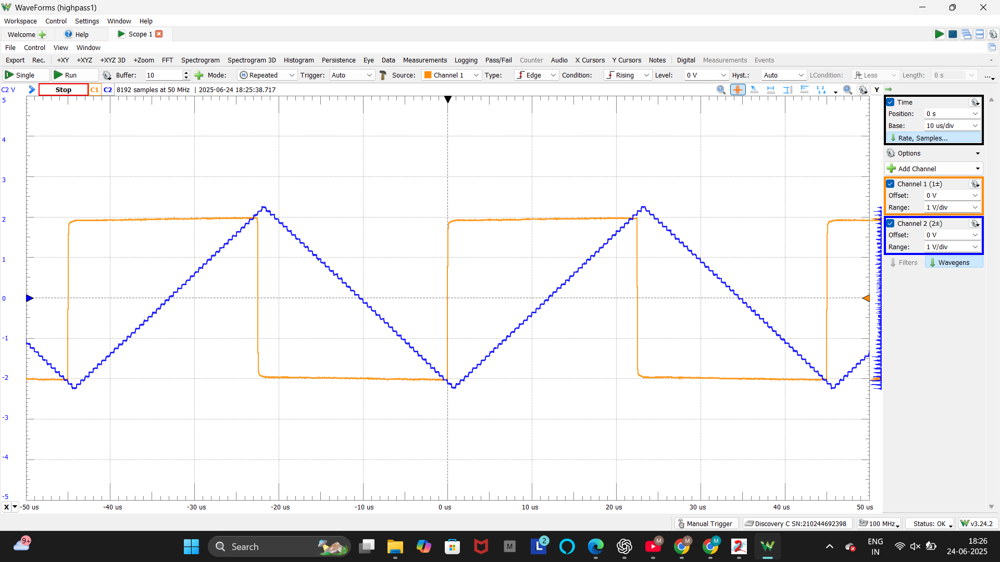 WaveForms (highpass1)
Workspace Control Settings Window Help
Welcome Help Scope 1
File Control View Window
Export Rec. +XY +XYZ +XYZ 3D +Zoom FFT Spectrogram Spectrogram 3D Histogram Persistence Eye Data Measurements Logging Pass/Fail Counter Audio X Cursors Y Cursors Notes Digital Measurements Events
Single Run Buffer: 10 Mode: Repeated Trigger: Auto Source: Channel 1 Type: Edge Condition: Rising Level: 0 V Hyst.: Auto LCondition: Less Length: 0 s ...
C2 V Stop C1 C2 8192 samples at 50 MHz | 2025-06-24 18:25:38.717 Y
5
4
3
2
1
0
-1
-2
-3
-4
-5
X -50 us -40 us -30 us -20 us -10 us 0 us 10 us 20 us 30 us 40 us 50 us
Time
Position: 0 s
Base: 10 us/div
Rate, Samples...
Options
Add Channel
Channel 1 (1±)
Offset: 0 V
Range: 1 V/div
Channel 2 (2±)
Offset: 0 V
Range: 1 V/div
Filters Wavegens
Manual Trigger Discovery C SN:210244692398 100 MHz Status: OK v3.24.2
9+ Search M L 2 M M M ENG IN 18:26 24-06-2025